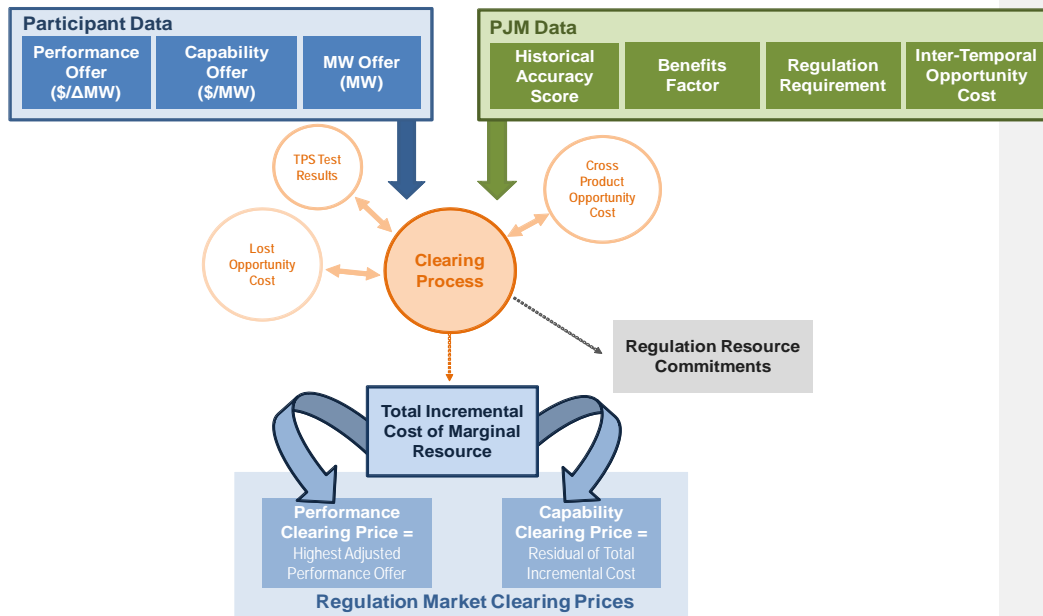 Participant Data
Performance
Offer
($/ΔMW)
Capability
Offer
($/MW)
MW Offer
(MW)
PJM Data
Historical
Accuracy
Score
Benefits
Factor
Regulation
Requirement
Inter-Temporal
Opportunity
Cost
TPS Test
Results
Cross
Product
Opportunity
Cost
Lost
Opportunity
Cost
Clearing
Process
Regulation Resource
Commitments
Total Incremental
Cost of Marginal
Resource
Performance
Clearing Price =
Highest Adjusted
Performance Offer
Capability
Clearing Price =
Residual of Total
Incremental Cost
Regulation Market Clearing Prices